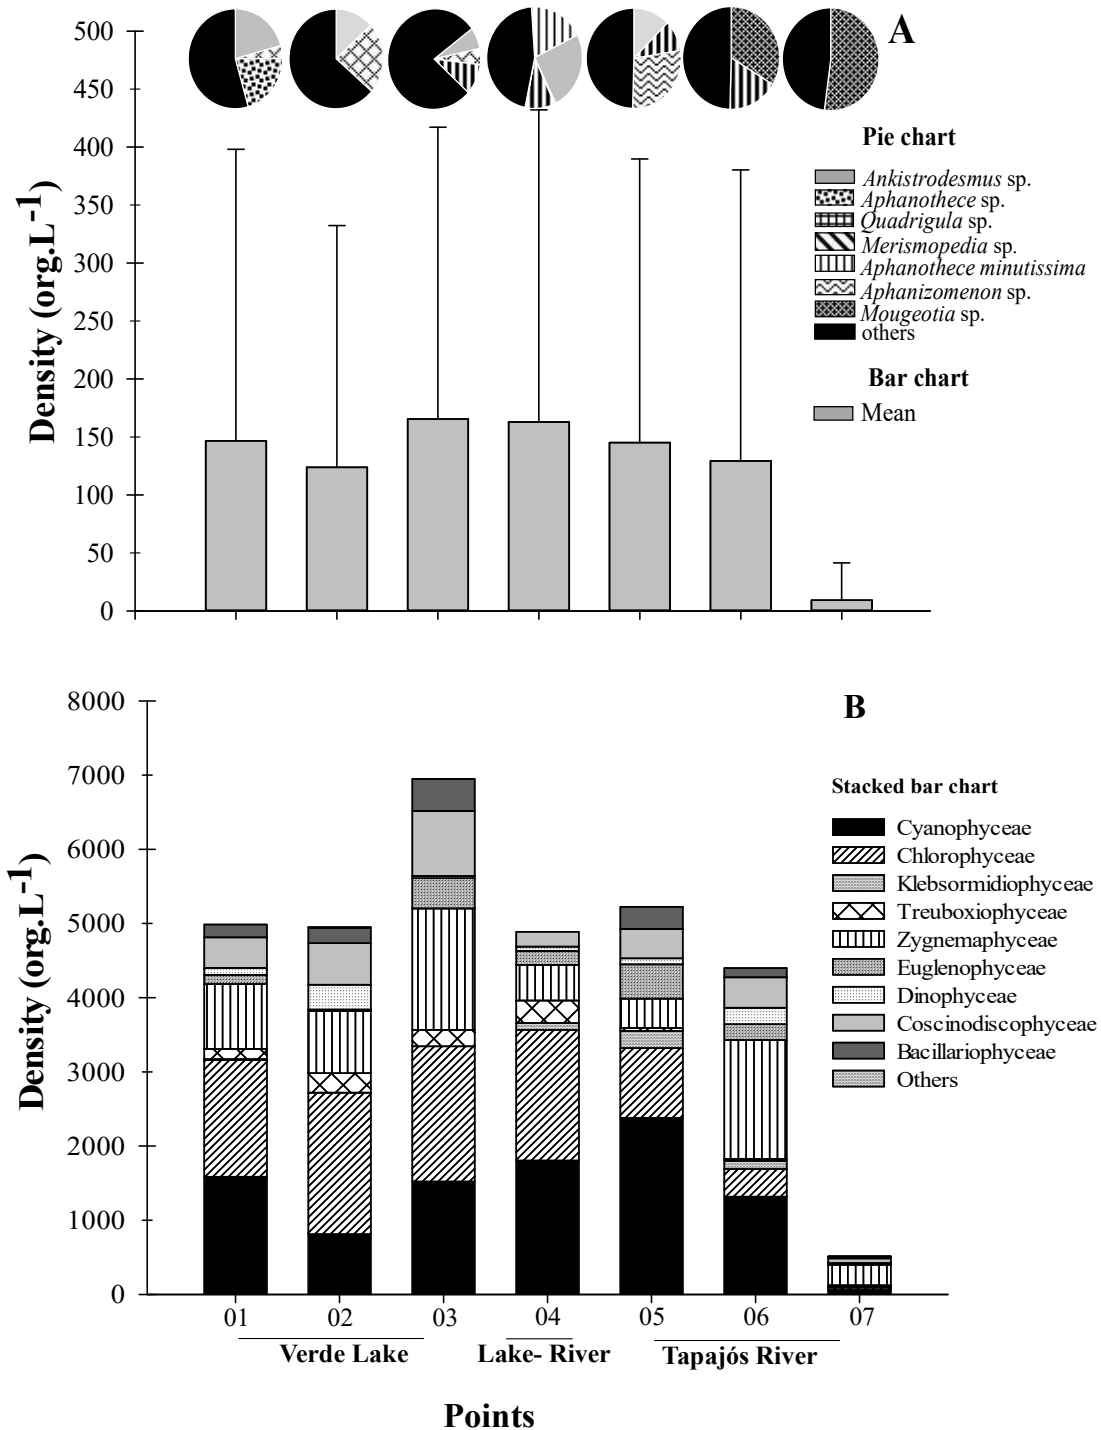 A
500
450
400
350
300
250
200
150
100
50
0
Density (org.L-1)
Pie chart
Ankistrodesmus sp.
Aphanothece sp.
Quadrigula sp.
Merismopedia sp.
Aphanothece minutissima
Aphanizomenon sp.
Mougeotia sp.
others
Bar chart
Mean
B
8000
7000
6000
5000
4000
3000
2000
1000
0
Density (org.L-1)
Stacked bar chart
Cyanophyceae
Chlorophyceae
Klebsormidiophyceae
Treuboxiophyceae
Zygnemaphyceae
Euglenophyceae
Dinophyceae
Coscinodiscophyceae
Bacillariophyceae
Others
01 02 03 04 05 06 07
Verde Lake Lake- River Tapajós River
Points